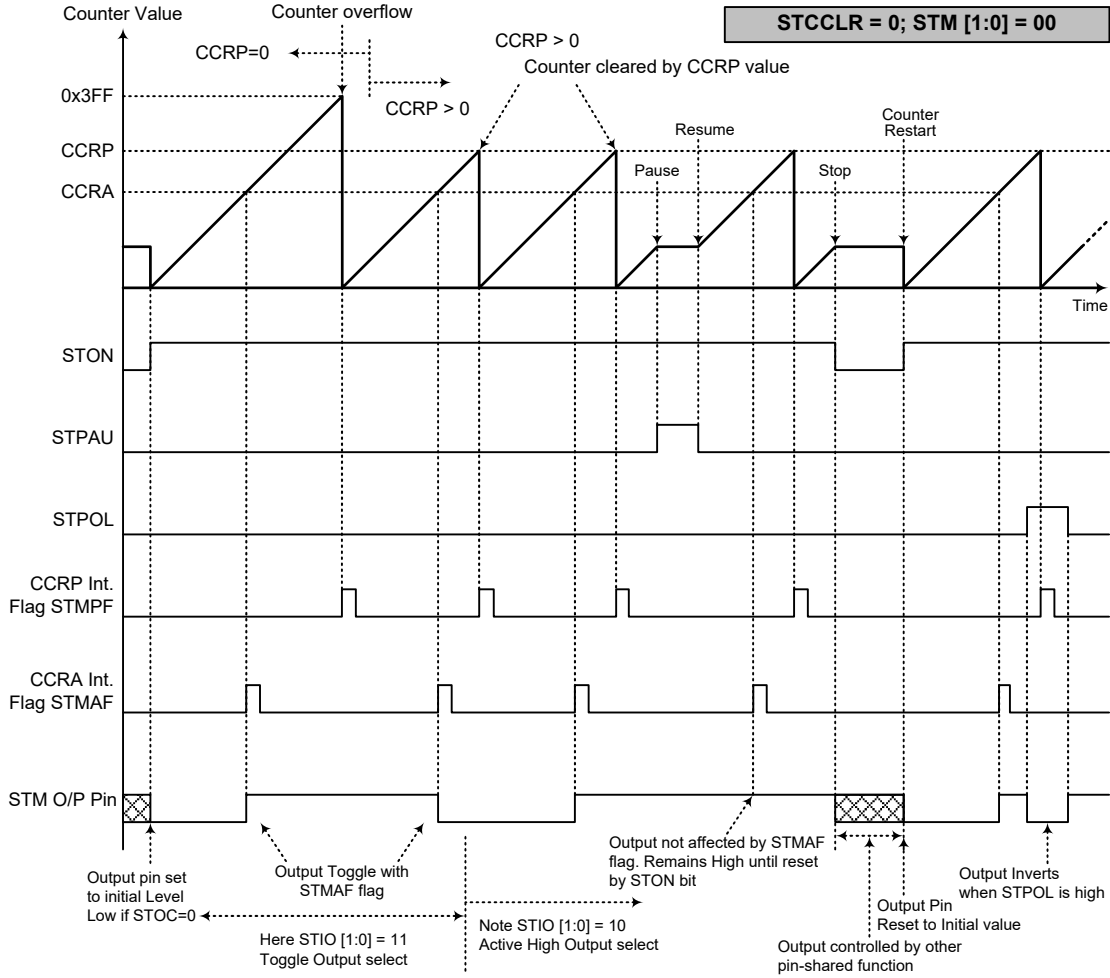 Counter Value
Counter overflow
STCCLR = 0; STM [1:0] = 00
CCRP=0
CCRP > 0
CCRP > 0
Counter cleared by CCRP value
0x3FF
CCRP
CCRA
Pause
Resume
Stop
Counter
Restart
Time
STON
STPAU
STPOL
CCRP Int.
Flag STMPF
CCRA Int.
Flag STMAF
STM O/P Pin
Output pin set
to initial Level
Low if STOC=0
Output Toggle with
STMAF flag
Here STIO [1:0] = 11
Toggle Output select
Note STIO [1:0] = 10
Active High Output select
Output not affected by STMAF
flag. Remains High until reset
by STON bit
Output controlled by other
pin-shared function
Output Pin
Reset to Initial value
Output Inverts
when STPOL is high